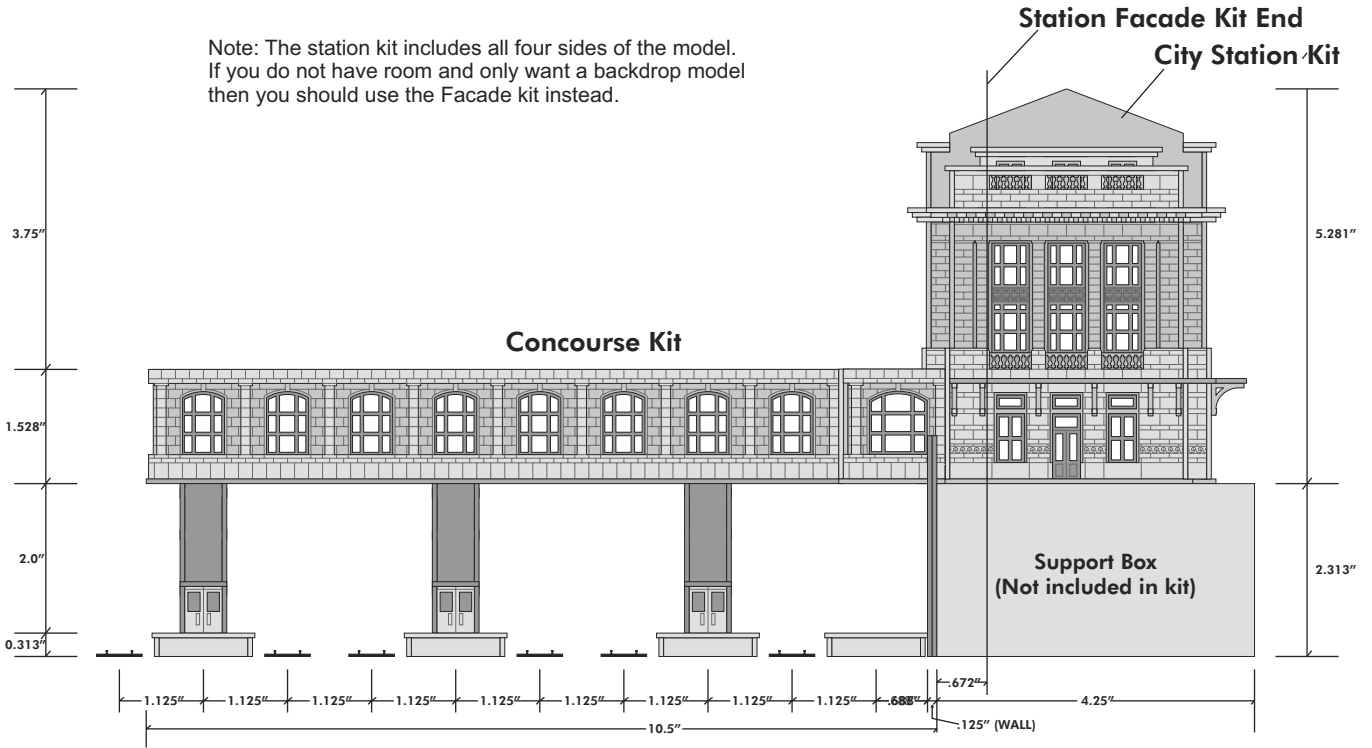 Station Facade Kit End
City Station Kit
Note: The station kit includes all four sides of the model.
If you do not have room and only want a backdrop model
then you should use the Facade kit instead.
3.75"
5.281"
Concourse Kit
1.528"
2.0"
Support Box
(Not included in kit)
2.313"
0.313"
.672"
1.125" 1.125" 1.125" 1.125" 1.125" 1.125" 1.125" 1.125" 1.125" 4.25"
.125" (WALL)
10.5"